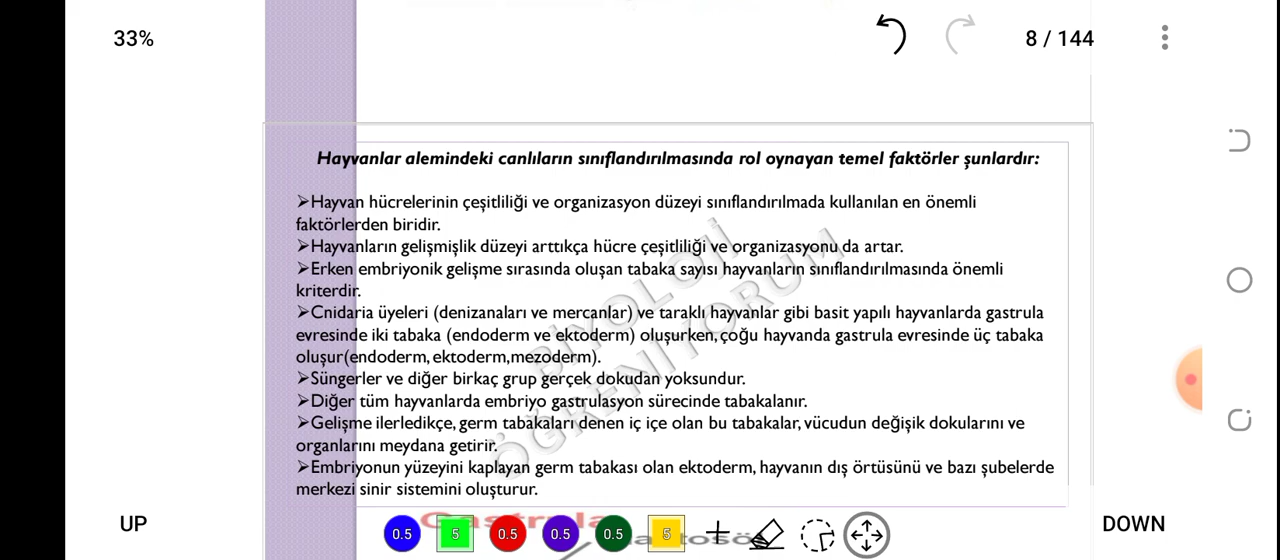 33%
8 / 144
Hayvanlar alemindeki canlıların sınıflandırılmasında rol oynayan temel faktörler şunlardır:
➢Hayvan hücrelerinin çeşitliliği ve organizasyon düzeyi sınıflandırılmada kullanılan en önemli
faktörlerden biridir.
➢Hayvanların gelişmişlik düzeyi arttıkça hücre çeşitliliği ve organizasyonu da artar.
➢Erken embriyonik gelişme sırasında oluşan tabaka sayısı hayvanların sınıflandırılmasında önemli
kriterdir.
➢Cnidaria üyeleri (denizanaları ve mercanlar) ve taraklı hayvanlar gibi basit yapılı hayvanlarda gastrula
evresinde iki tabaka (endoderm ve ektoderm) oluşurken, çoğu hayvanda gastrula evresinde üç tabaka
oluşur(endoderm, ektoderm,mezoderm).
➢Süngerler ve diğer birkaç grup gerçek dokudan yoksundur.
➢Diğer tüm hayvanlarda embriyo gastrulasyon sürecinde tabakalanır.
➢Gelişme ilerledikçe, germ tabakaları denen iç içe olan bu tabakalar, vücudun değişik dokularını ve
organlarını meydana getirir.
➢Embriyonun yüzeyini kaplayan germ tabakası olan ektoderm, hayvanın dış örtüsünü ve bazı şubelerde
merkezi sinir sistemini oluşturur.
BİYOLOJİ
ÖĞRENİYORUM
Gastrula
UP
0.5
5
0.5
0.5
0.5
5
DOWN